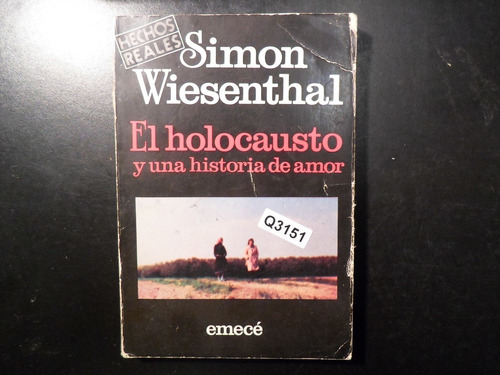 HECHOS
REALES
Simon
Wiesenthal
El holocausto
y una historia de amor
Q3151
emecé